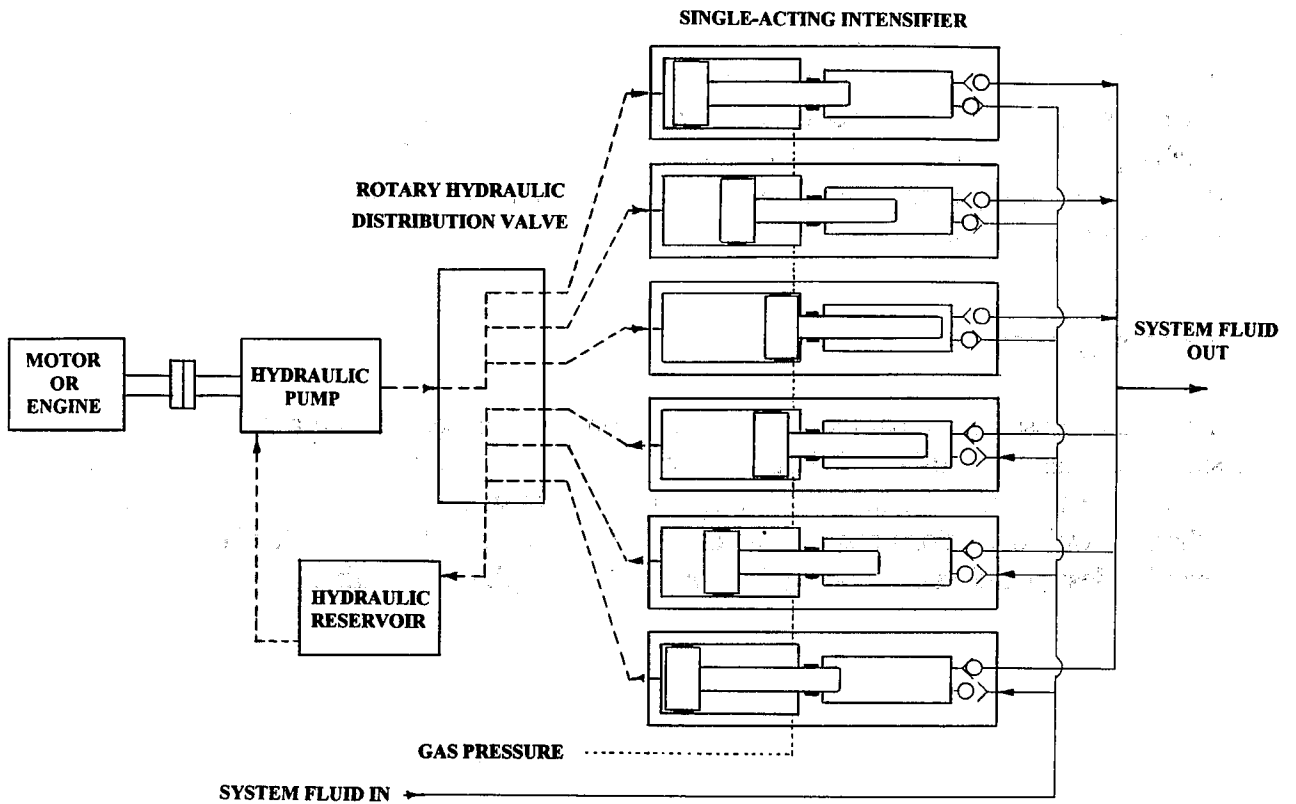 SINGLE-ACTING INTENSIFIER
ROTARY HYDRAULIC
DISTRIBUTION VALVE
MOTOR
OR
ENGINE
HYDRAULIC
PUMP
SYSTEM FLUID
OUT
HYDRAULIC
RESERVOIR
GAS PRESSURE
SYSTEM FLUID IN